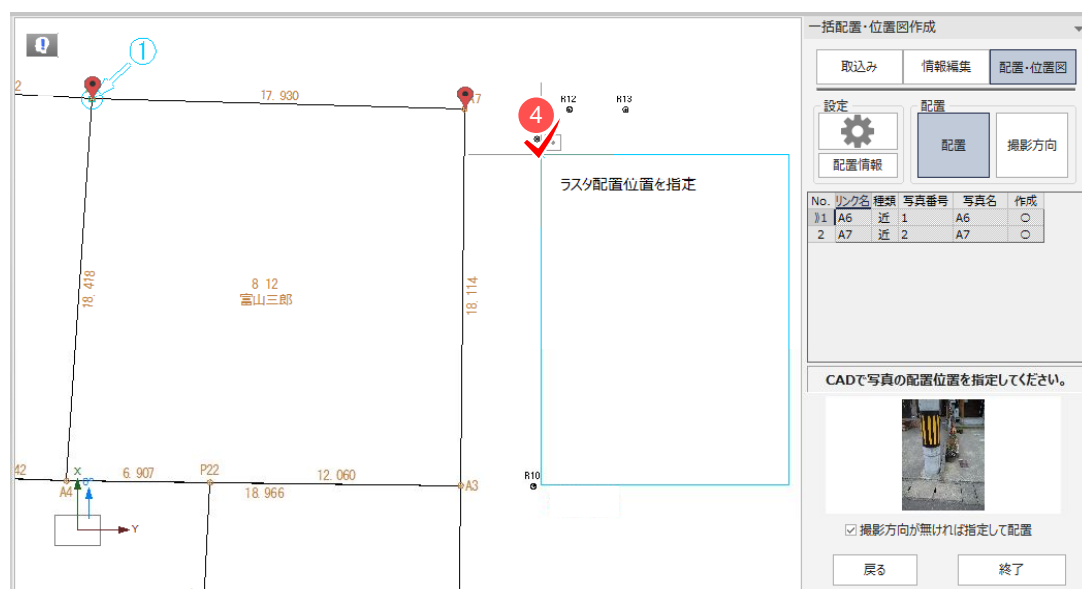 一括配置・位置図作成
取込み
情報編集
配置・位置図
設定
配置情報
配置
配置
撮影方向
No. リンク名 種類 写真番号 写真名 作成
1 A6 近 1 A6 ○
2 A7 近 2 A7 ○
CADで写真の配置位置を指定してください。
撮影方向が無ければ指定して配置
戻る
終了
①
2
17. 930
A7
R12
R13
4
ラスタ配置位置を指定
18. 418
8 12
富山三郎
18. 114
42
X
0°
6. 907
P22
12. 060
R10
A4
18. 966
A3
Y